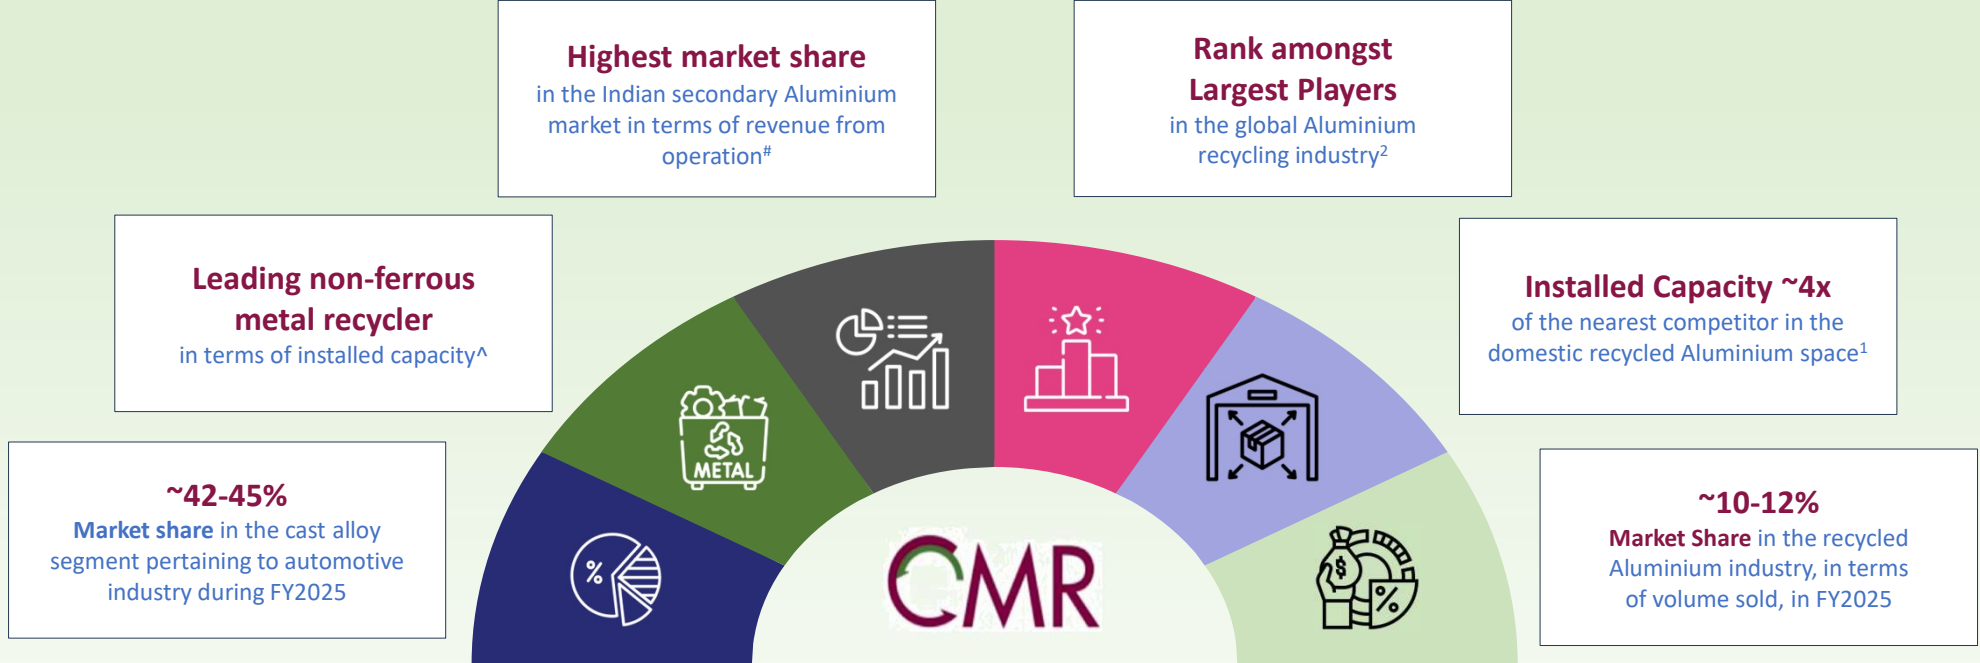 Highest market share
in the Indian secondary Aluminium
market in terms of revenue from
operation#
Rank amongst
Largest Players
in the global Aluminium
recycling industry2
Leading non-ferrous
metal recycler
in terms of installed capacity^
Installed Capacity ~4x
of the nearest competitor in the
domestic recycled Aluminium space1
~42-45%
Market share in the cast alloy
segment pertaining to automotive
industry during FY2025
~10-12%
Market Share in the recycled
Aluminium industry, in terms
of volume sold, in FY2025
METAL
%
$
%
CMR